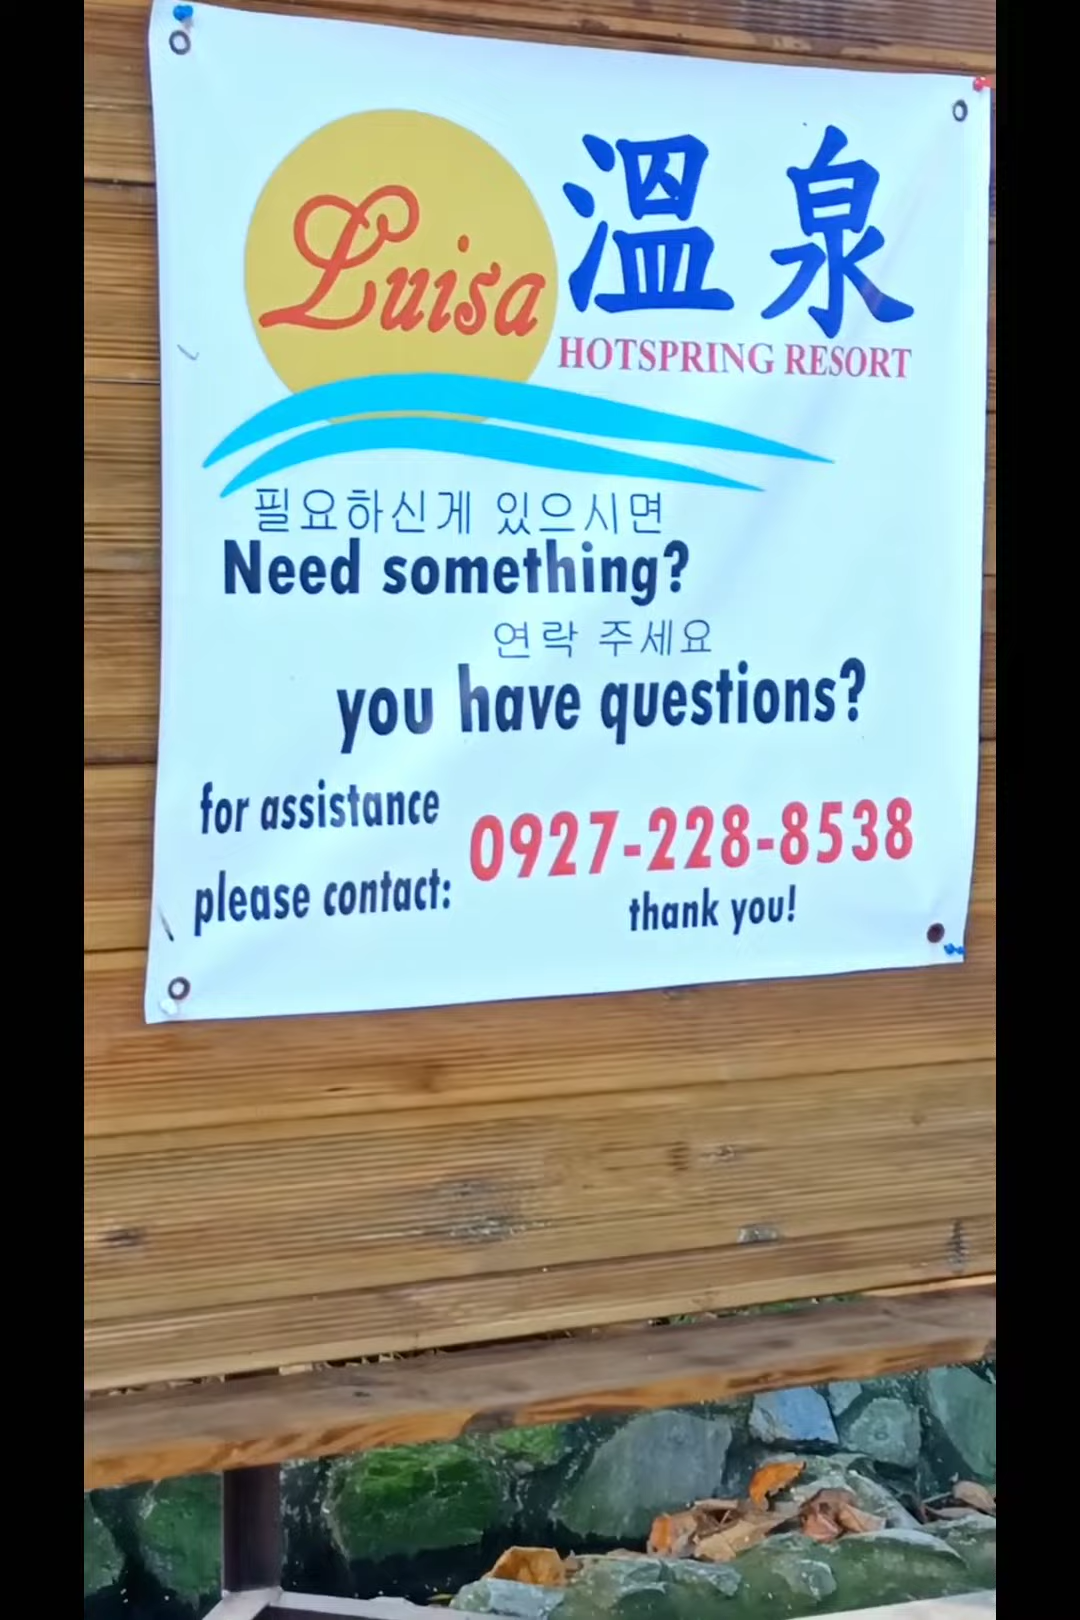 Luisa 溫泉
HOTSPRING RESORT
필요하신게 있으시면
Need something?
연락 주세요
you have questions?
for assistance
please contact: 0927-228-8538
thank you!